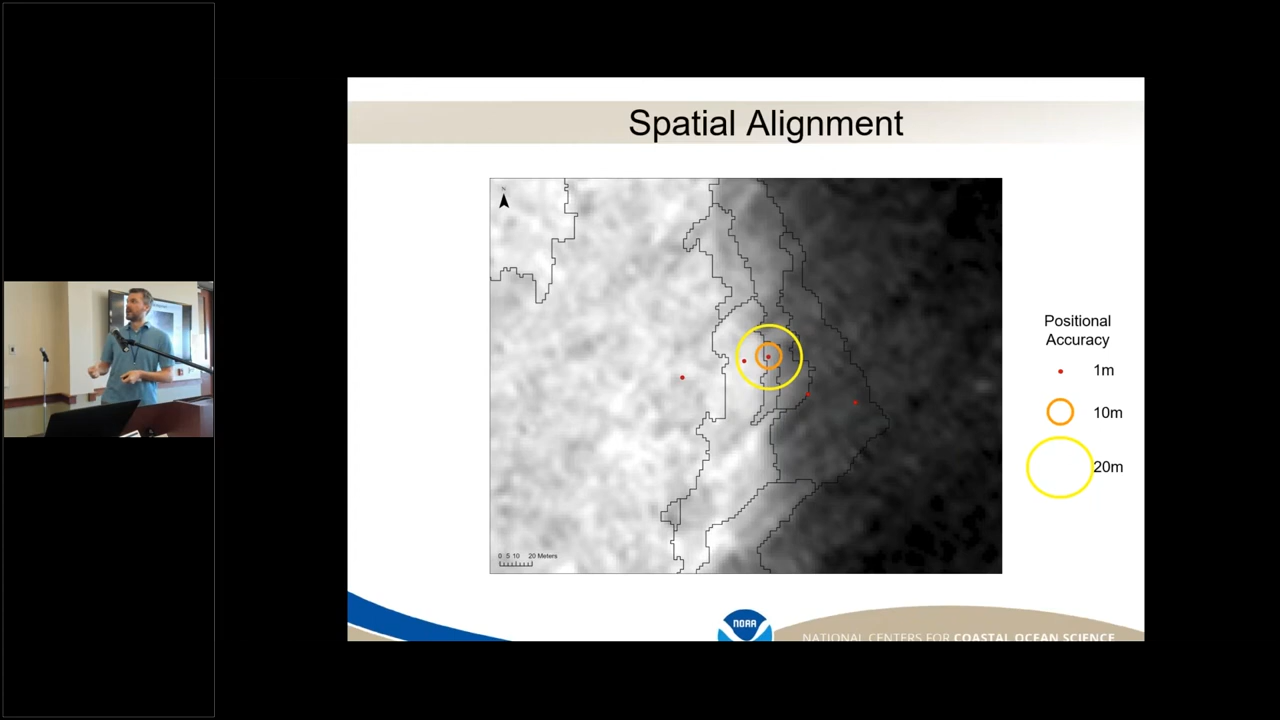 Spatial Alignment
N
0 5 10 20 Meters
Positional
Accuracy
1m
10m
20m
NOAA
NATIONAL CENTERS FOR COASTAL OCEAN SCIENCE